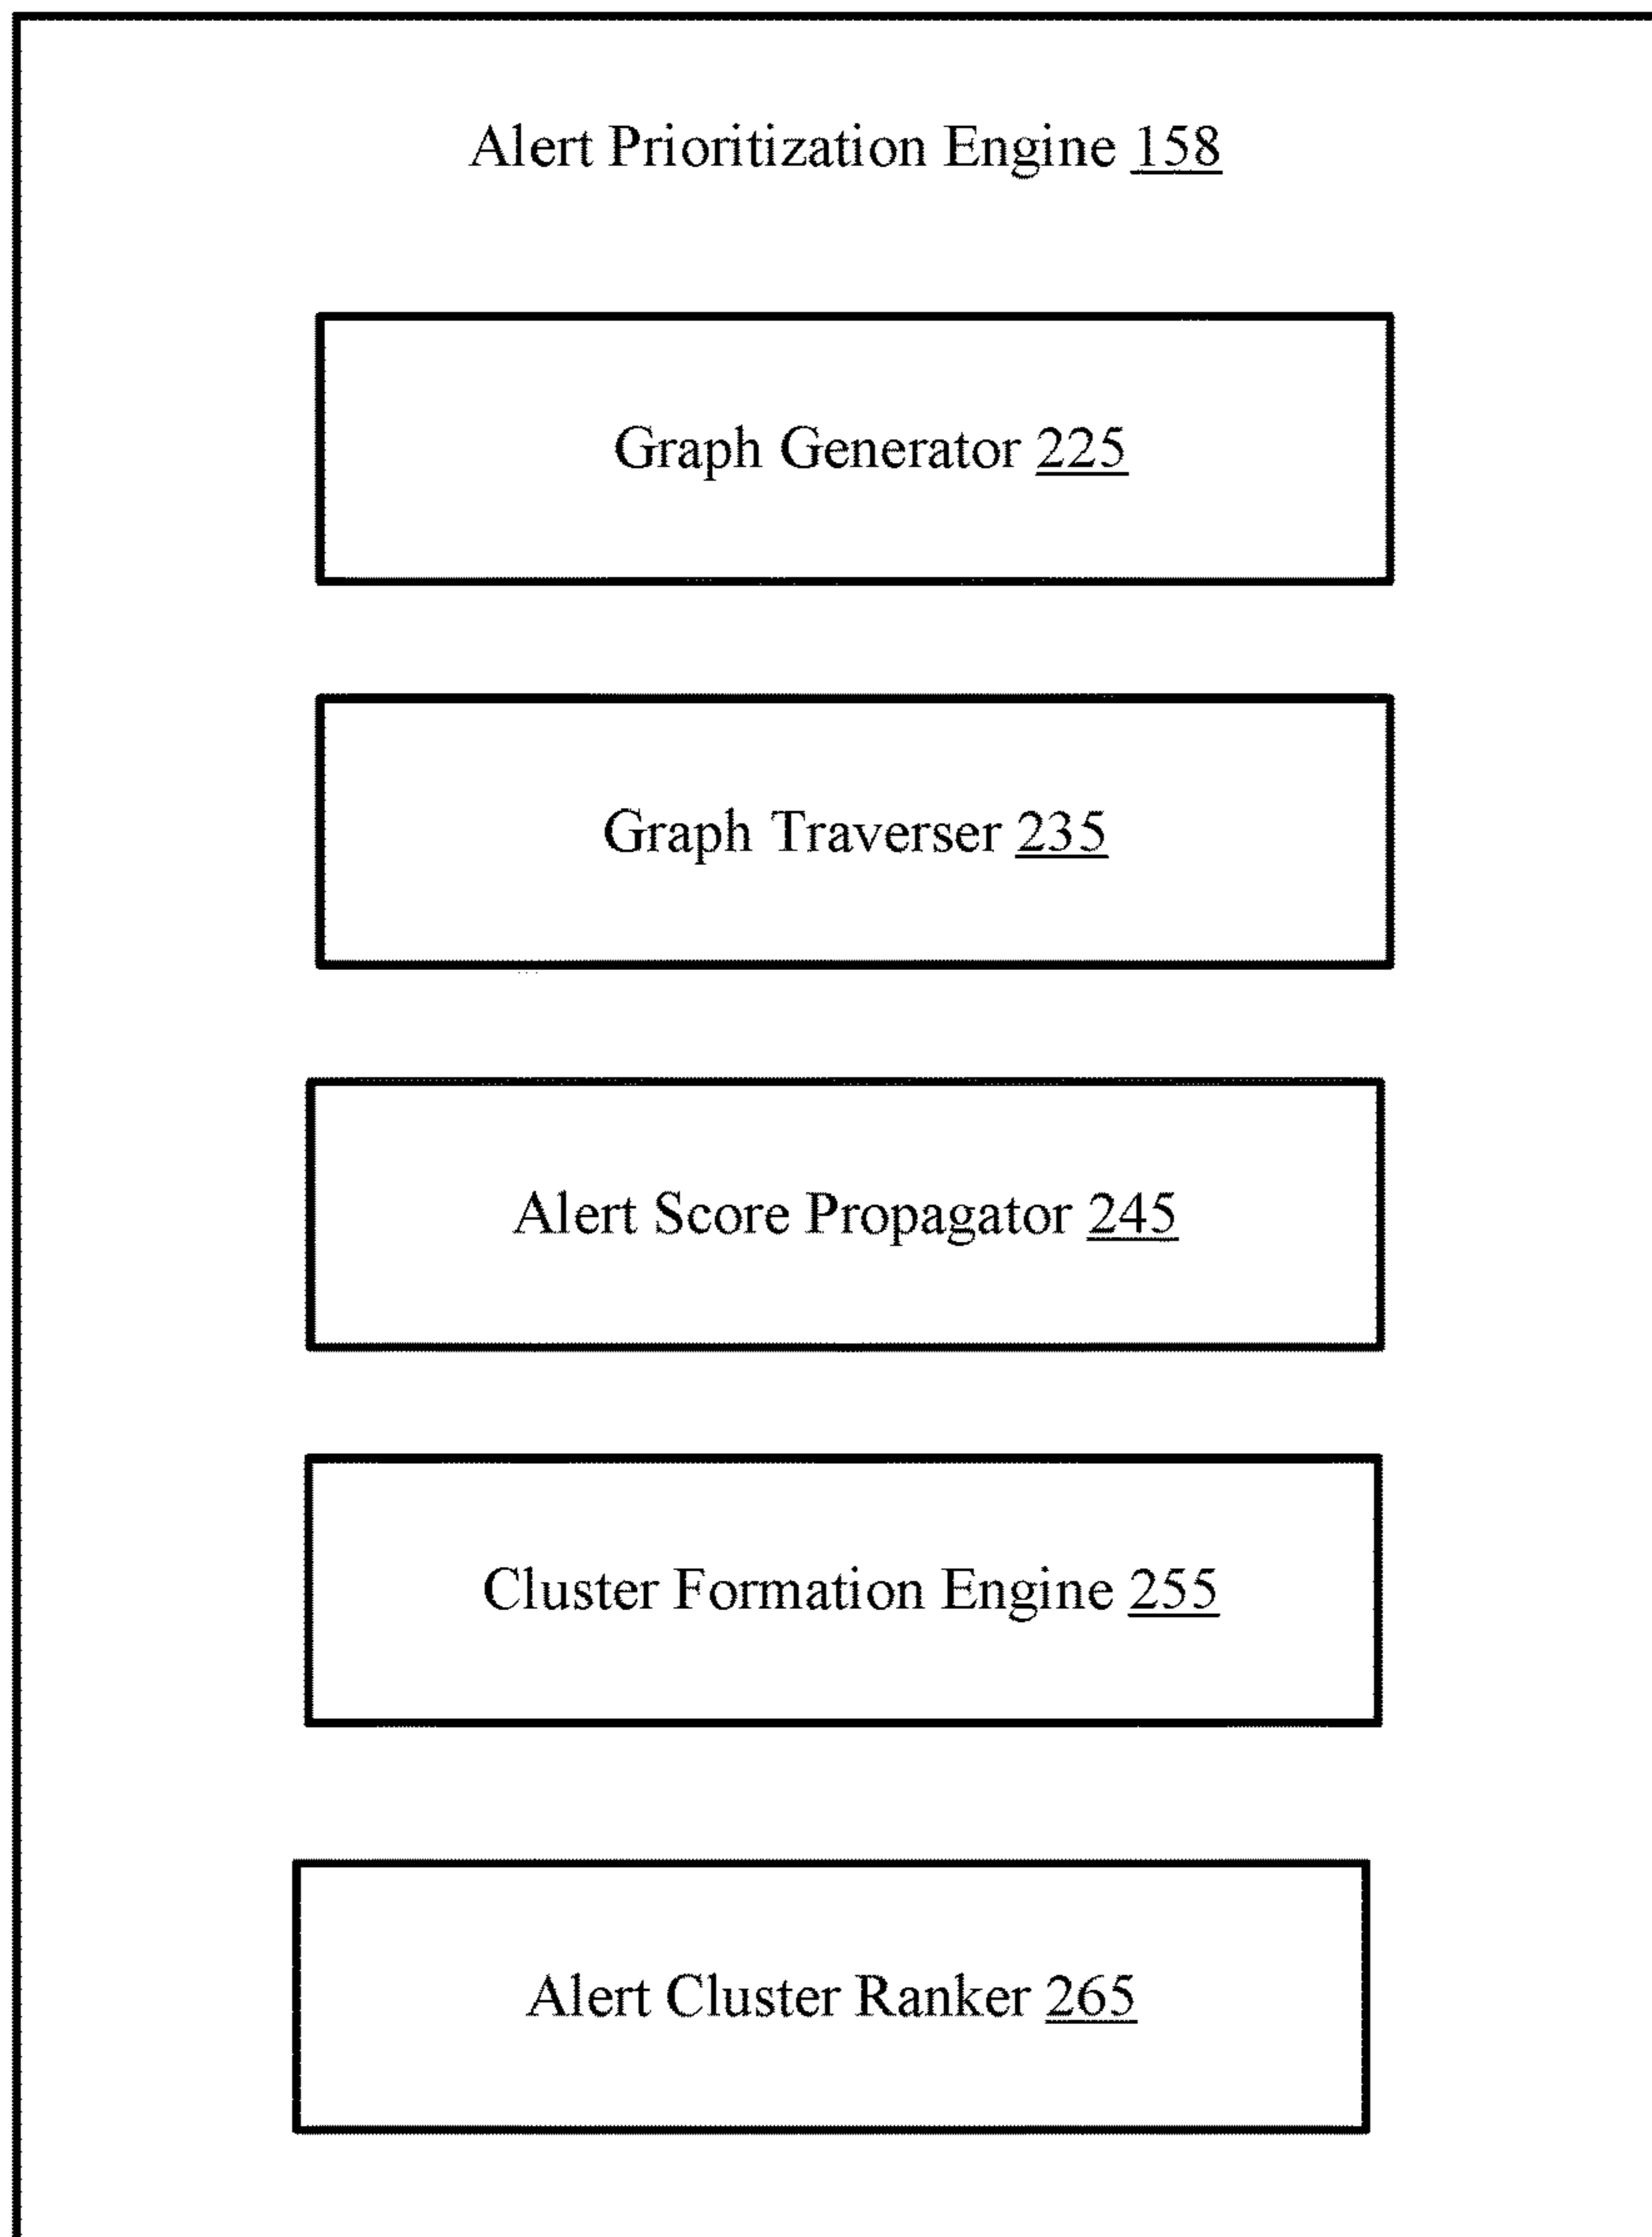 Alert Prioritization Engine 158
Graph Generator 225
Graph Traverser 235
Alert Score Propagator 245
Cluster Formation Engine 255
Alert Cluster Ranker 265